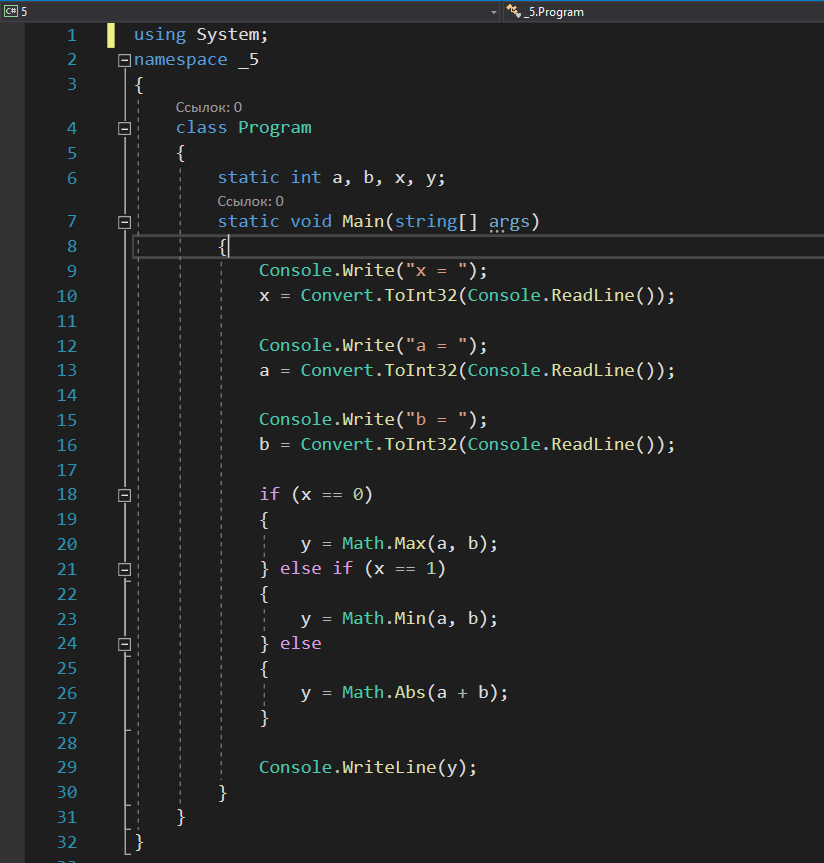 C# 5 _5.Program
1 using System;
2 namespace _5
3 {
Ссылок: 0
4 class Program
5 {
6 static int a, b, x, y;
Ссылок: 0
7 static void Main(string[] args)
8 {
9 Console.Write("x = ");
10 x = Convert.ToInt32(Console.ReadLine());
11
12 Console.Write("a = ");
13 a = Convert.ToInt32(Console.ReadLine());
14
15 Console.Write("b = ");
16 b = Convert.ToInt32(Console.ReadLine());
17
18 if (x == 0)
19 {
20 y = Math.Max(a, b);
21 } else if (x == 1)
22 {
23 y = Math.Min(a, b);
24 } else
25 {
26 y = Math.Abs(a + b);
27 }
28
29 Console.WriteLine(y);
30 }
31 }
32 }